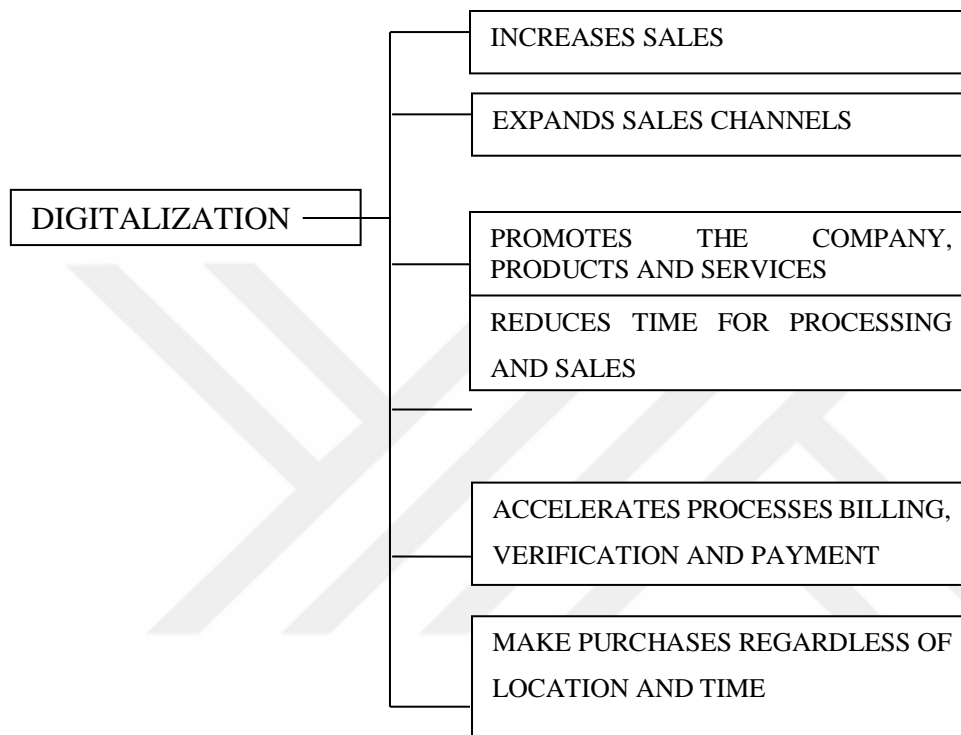 INCREASES SALES
EXPANDS SALES CHANNELS
DIGITALIZATION
PROMOTES THE COMPANY,
PRODUCTS AND SERVICES
REDUCES TIME FOR PROCESSING
AND SALES
ACCELERATES PROCESSES BILLING,
VERIFICATION AND PAYMENT
MAKE PURCHASES REGARDLESS OF
LOCATION AND TIME